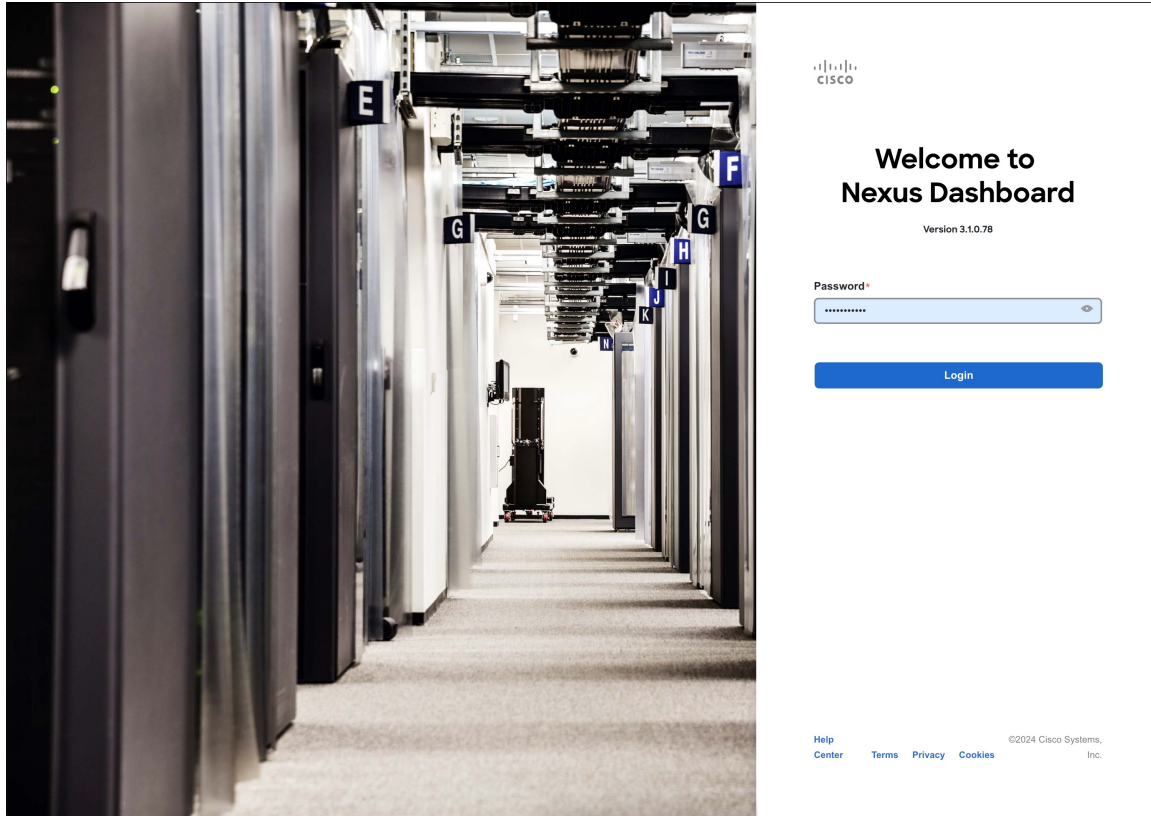 E
F
G
G
H
I
J
K
N
CISCO
Welcome to
Nexus Dashboard
Version 3.1.0.78
Password*
•••••••••••
Login
Help
Center
Terms
Privacy
Cookies
©2024 Cisco Systems,
Inc.